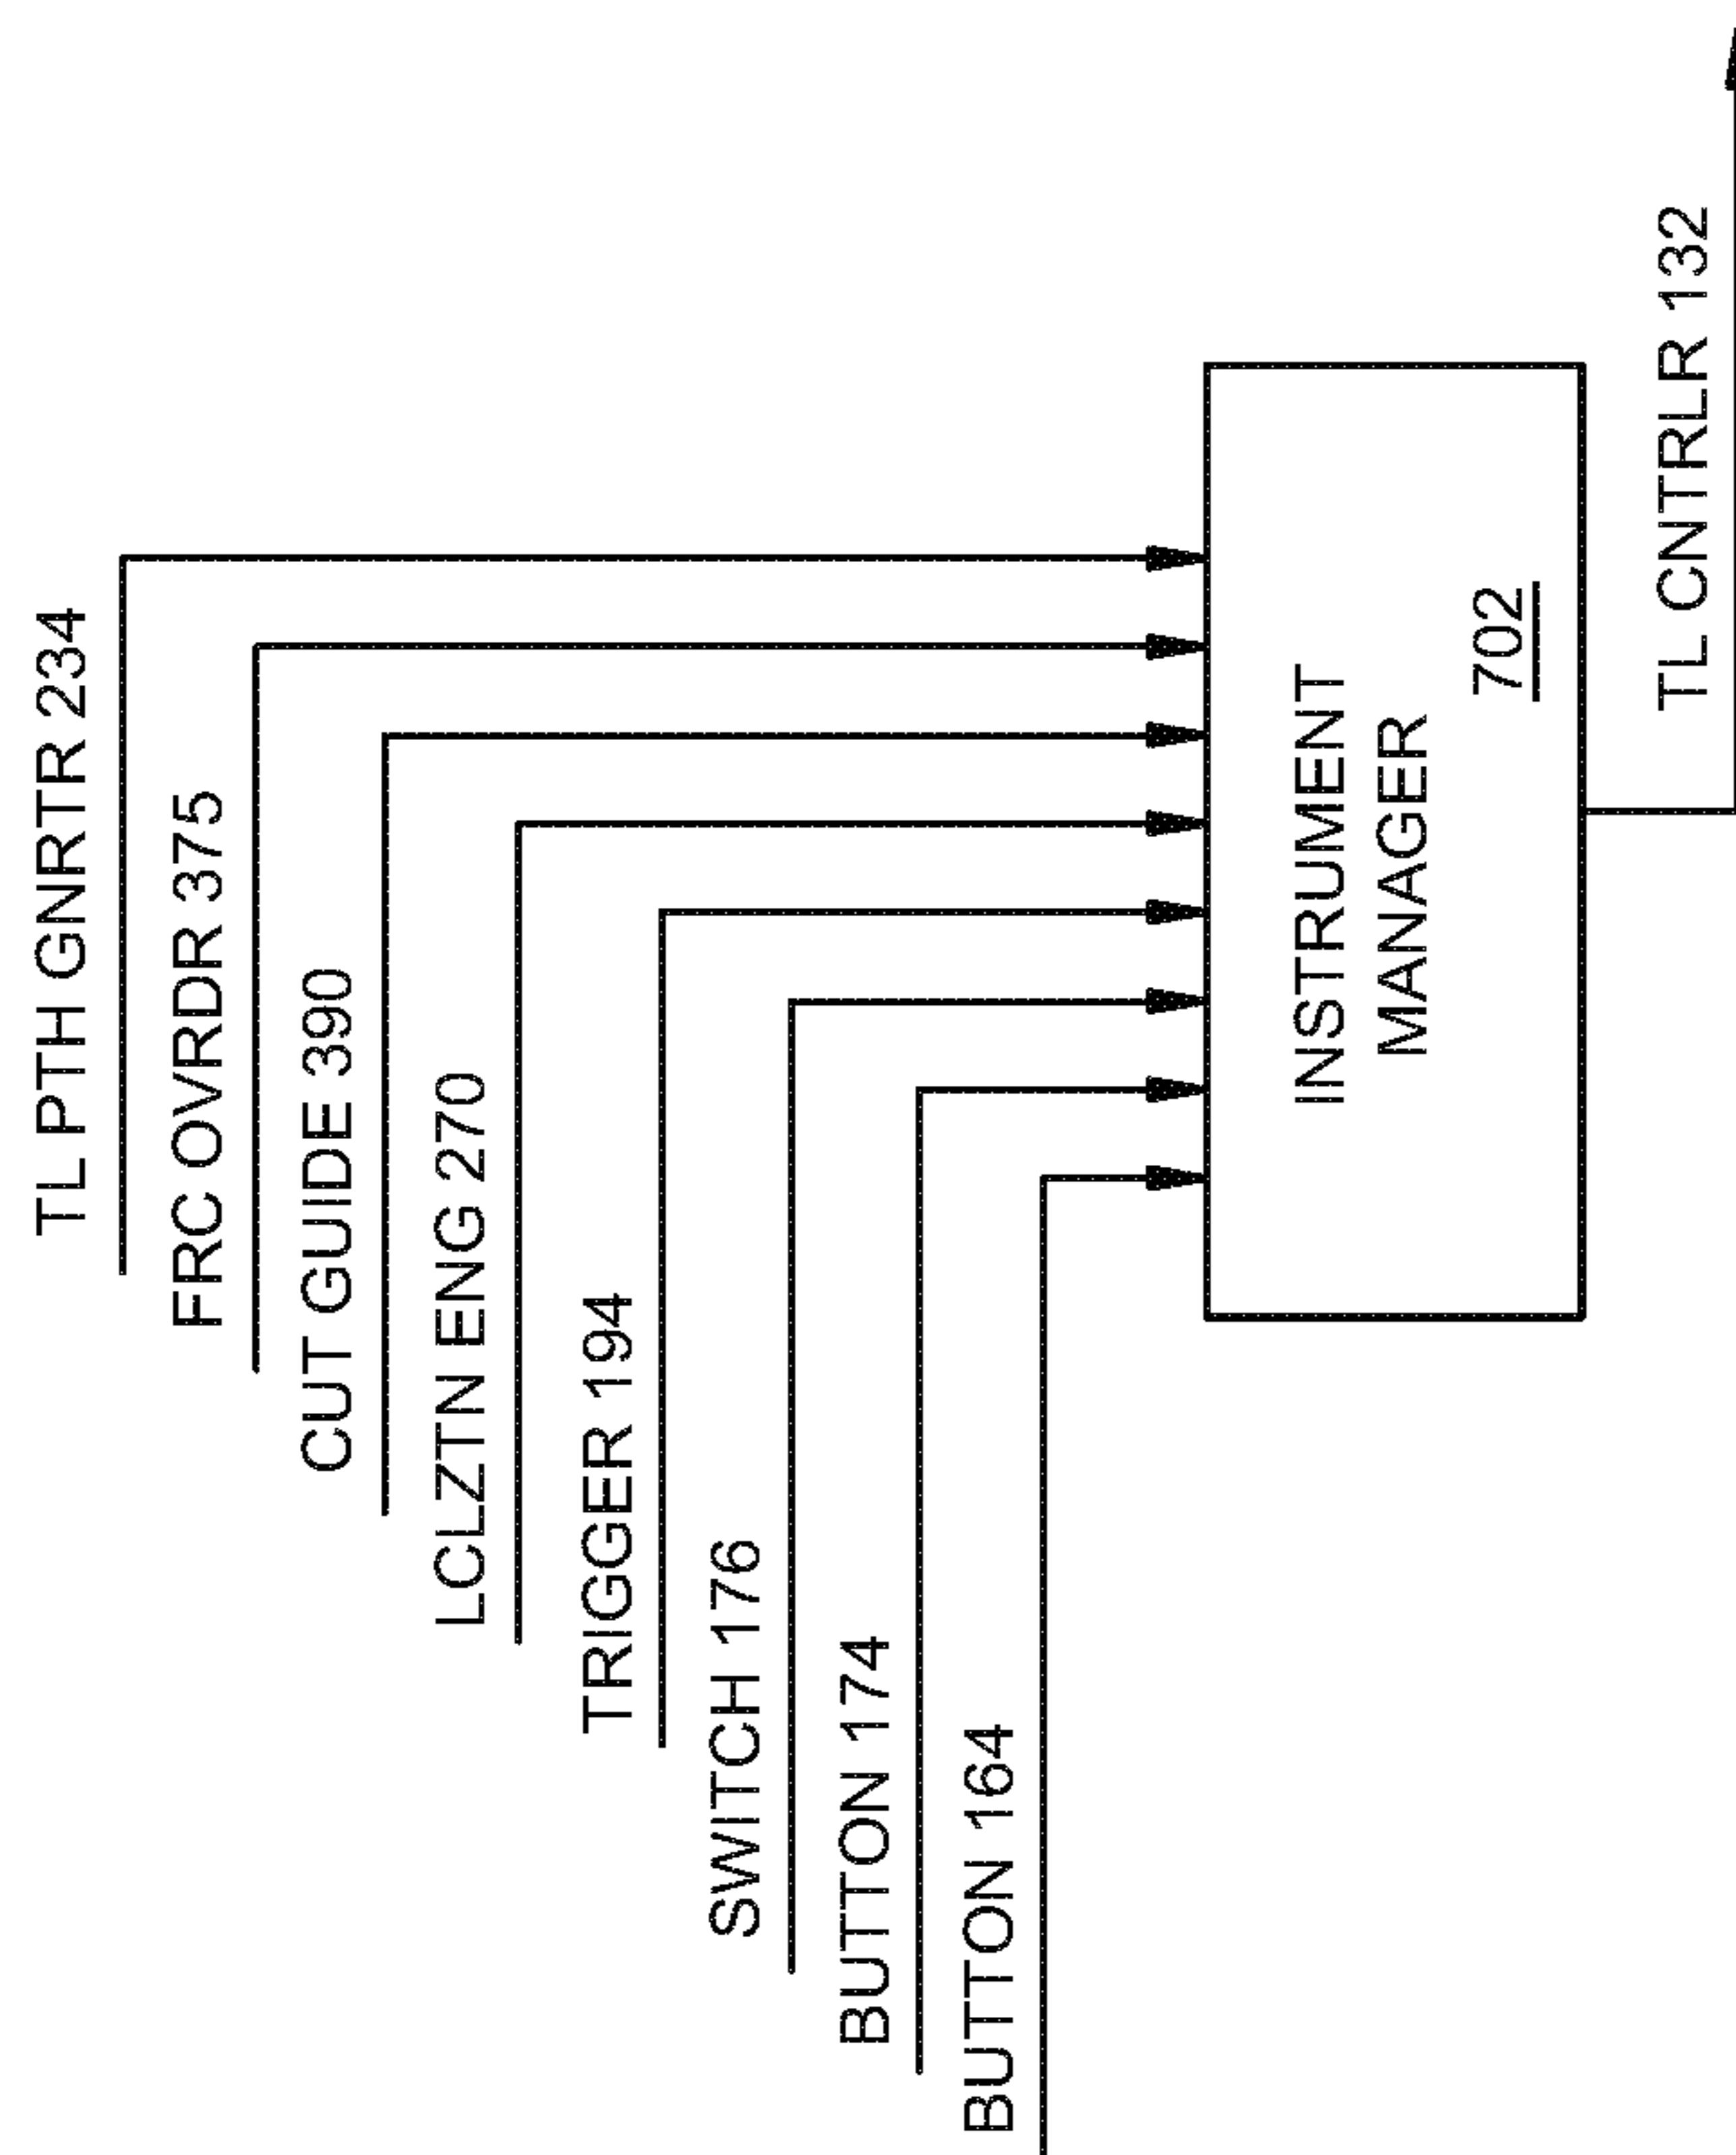 TL PTH GNRTR 234
FRC OVRDR 375
CUT GUIDE 390
LCLZTN ENG 270
TRIGGER 194
SWITCH 176
BUTTON 174
BUTTON 164
INSTRUMENT
MANAGER
702
TL CNTRLR 132